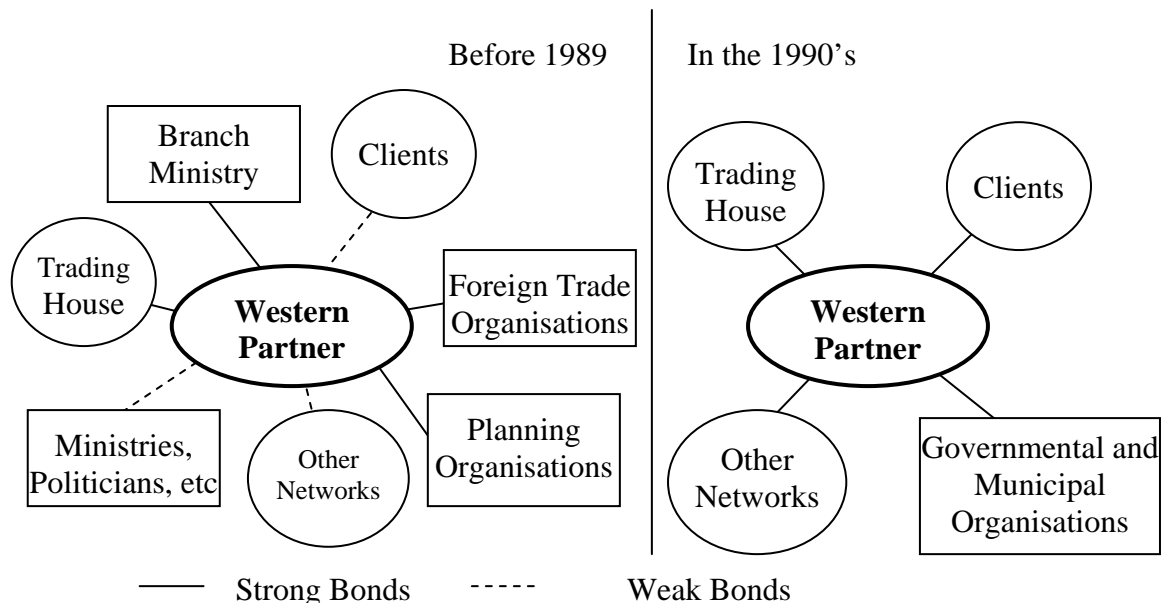 Before 1989
Branch
Ministry
Clients
Trading
House
Western
Partner
Foreign Trade
Organisations
Ministries,
Politicians, etc
Other
Networks
Planning
Organisations
In the 1990’s
Trading
House
Clients
Western
Partner
Other
Networks
Governmental and
Municipal
Organisations
Strong Bonds
Weak Bonds